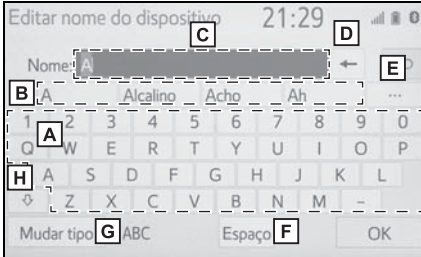 Editar nome do dispositivo 21:29
C
D
Nome: A
E
B
A Alcalino Acho Ah ...
1 2 3 4 5 6 7 8 9 0
A
Q W E R T Y U I O P
H
A S D F G H J K L
Z X C V B N M -
Mudar tipo G ABC Espaço F OK